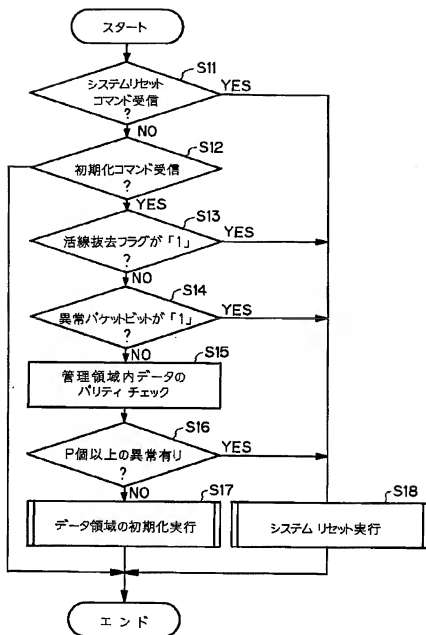 スタート
S11
システムリセット
コマンド受信
?
YES
NO
S12
初期化コマンド受信
?
YES
S13
活線抜去フラグが「1」
?
YES
NO
S14
異常パケットビットが「1」
?
YES
NO
S15
管理領域内データの
パリティ チェック
S16
P個以上の異常有り
?
YES
NO
S17
データ領域の初期化実行
S18
システム リセット実行
エンド